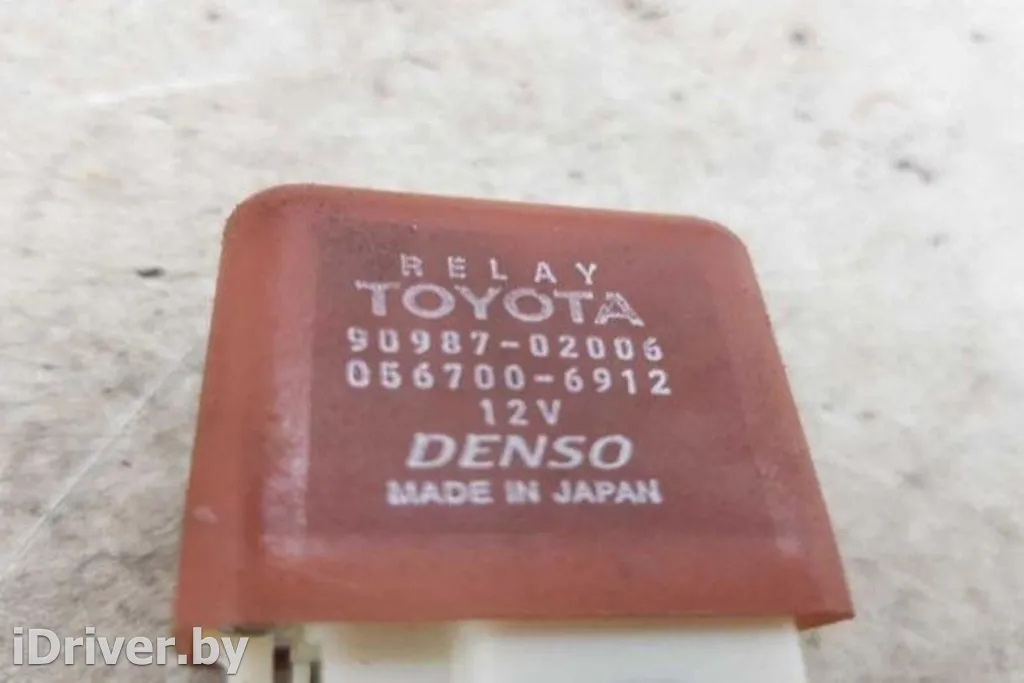 RELAY
TOYOTA
90987-02006
056700-6912
12V
DENSO
MADE IN JAPAN
iDriver.by